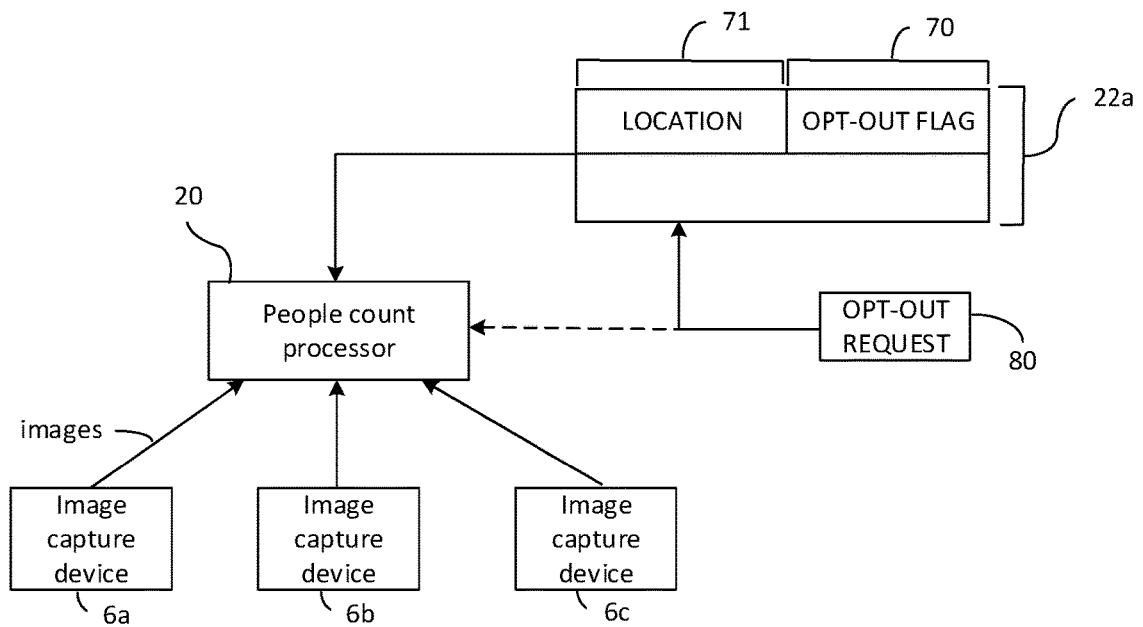 71
70
LOCATION
OPT-OUT FLAG
22a
20
People count
processor
OPT-OUT
REQUEST
80
images
Image
capture
device
6a
Image
capture
device
6b
Image
capture
device
6c